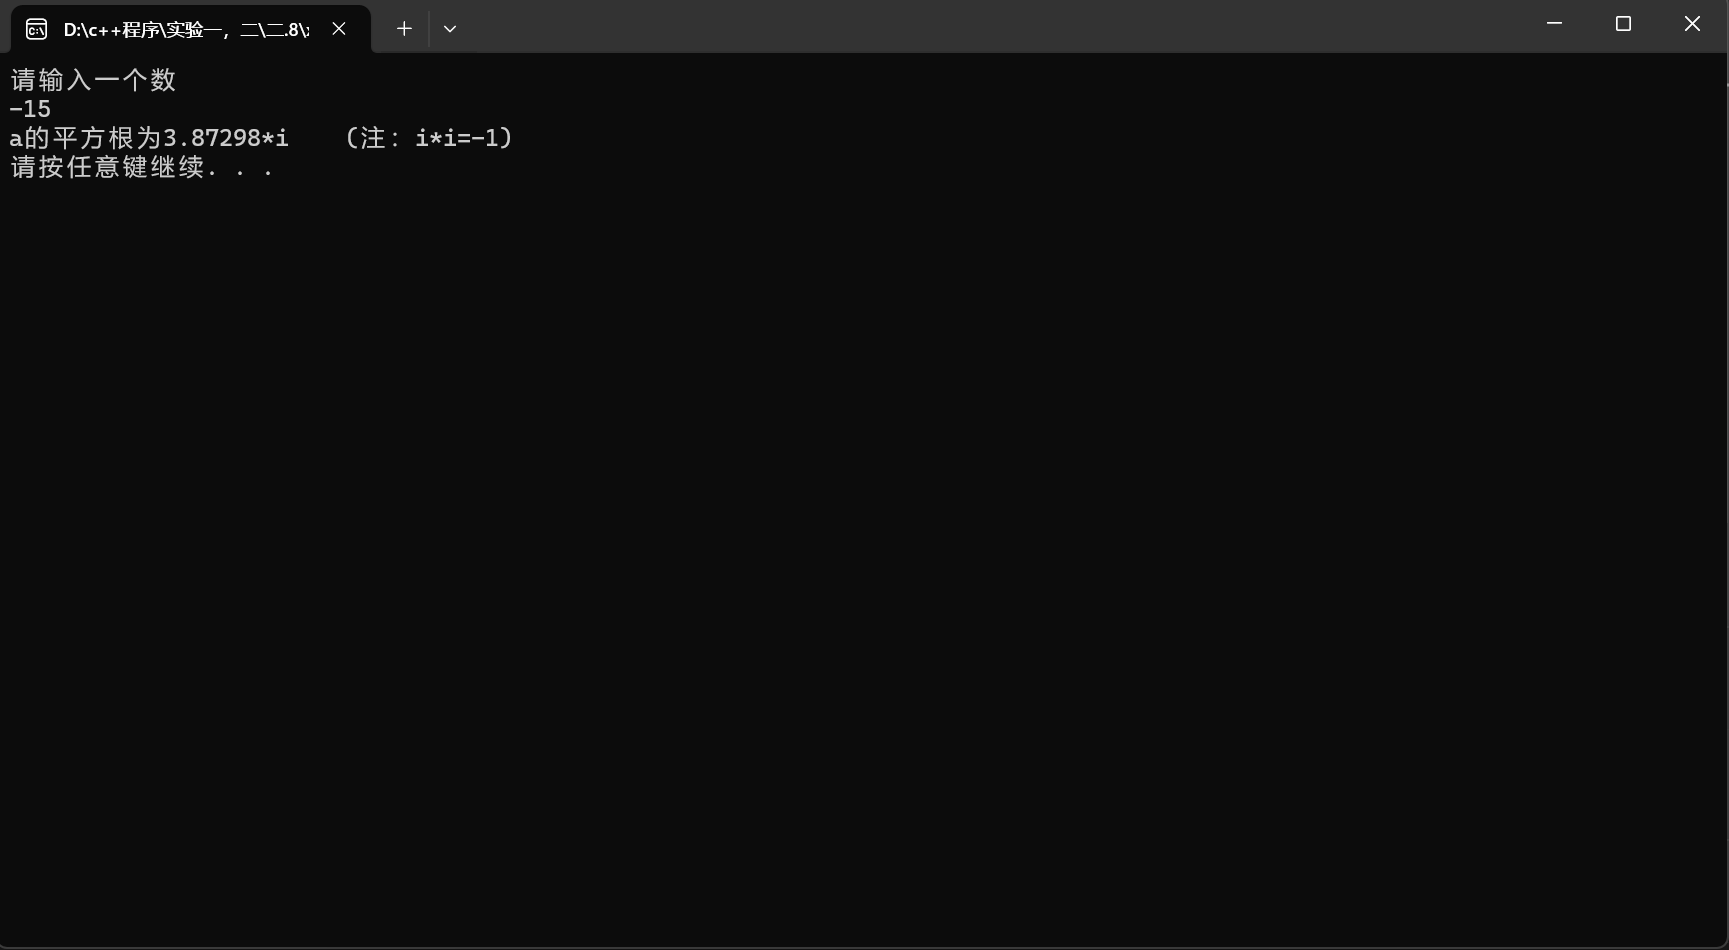 D:\c++程序\实验一，二\二.8\
请输入一个数
-15
a的平方根为3.87298*i    (注：i*i=-1)
请按任意键继续. . .